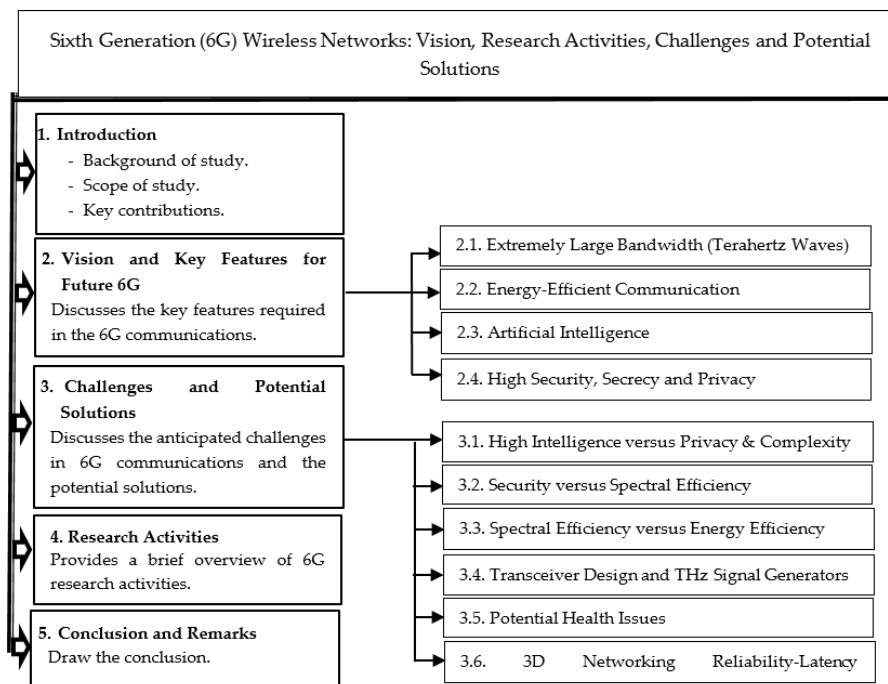 Sixth Generation (6G) Wireless Networks: Vision, Research Activities, Challenges and Potential
Solutions
1. Introduction
- Background of study.
- Scope of study.
- Key contributions.
2. Vision and Key Features for
Future 6G
Discusses the key features required
in the 6G communications.
2.1. Extremely Large Bandwidth (Terahertz Waves)
2.2. Energy-Efficient Communication
2.3. Artificial Intelligence
2.4. High Security, Secrecy and Privacy
3. Challenges and Potential
Solutions
Discusses the anticipated challenges
in 6G communications and the
potential solutions.
3.1. High Intelligence versus Privacy & Complexity
3.2. Security versus Spectral Efficiency
3.3. Spectral Efficiency versus Energy Efficiency
3.4. Transceiver Design and THz Signal Generators
3.5. Potential Health Issues
3.6. 3D Networking Reliability-Latency
4. Research Activities
Provides a brief overview of 6G
research activities.
5. Conclusion and Remarks
Draw the conclusion.